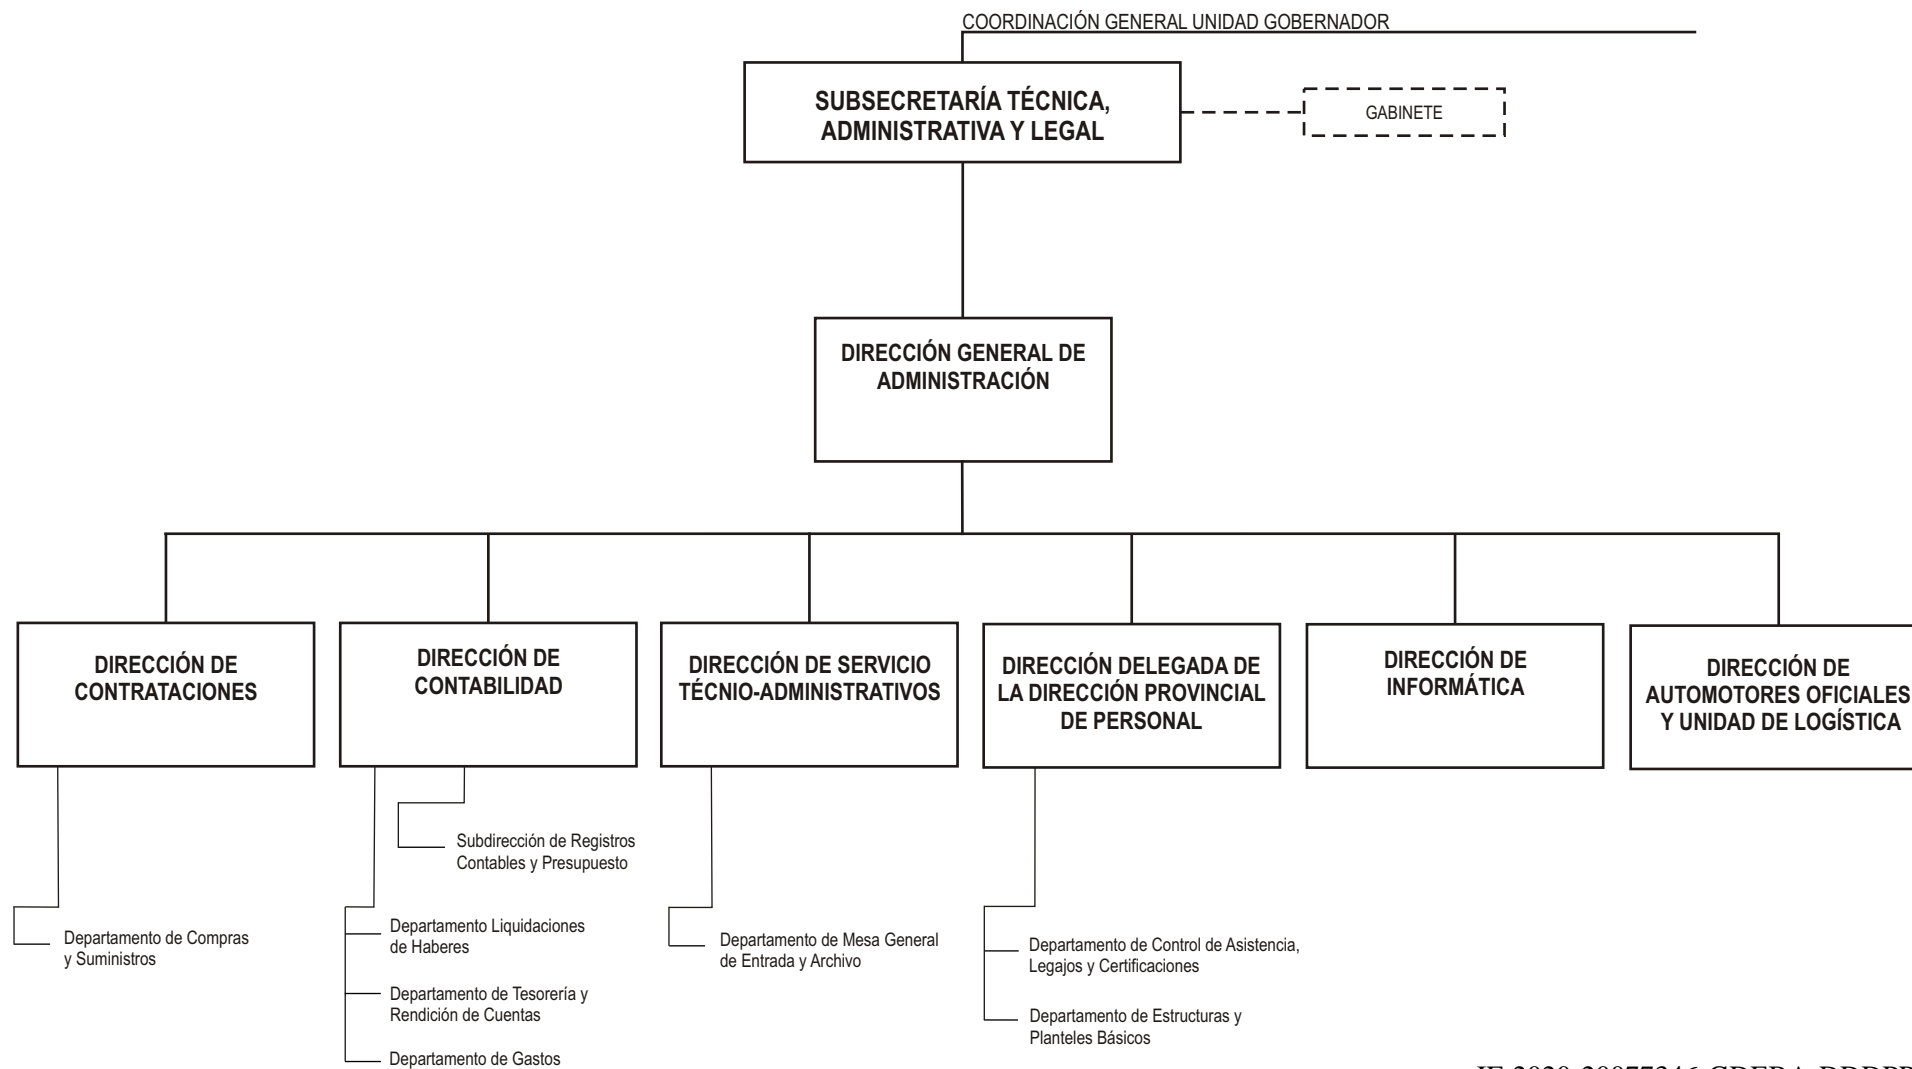 COORDINACIÓN GENERAL UNIDAD GOBERNADOR
SUBSECRETARÍA TÉCNICA,
ADMINISTRATIVA Y LEGAL
GABINETE
DIRECCIÓN GENERAL DE
ADMINISTRACIÓN
DIRECCIÓN DE
CONTRATACIONES
DIRECCIÓN DE
CONTABILIDAD
DIRECCIÓN DE SERVICIO
TÉCNIO-ADMINISTRATIVOS
DIRECCIÓN DELEGADA DE
LA DIRECCIÓN PROVINCIAL
DE PERSONAL
DIRECCIÓN DE
INFORMÁTICA
DIRECCIÓN DE
AUTOMOTORES OFICIALES
Y UNIDAD DE LOGÍSTICA
Departamento de Compras
y Suministros
Subdirección de Registros
Contables y Presupuesto
Departamento Liquidaciones
de Haberes
Departamento de Tesorería y
Rendición de Cuentas
Departamento de Gastos
Departamento de Mesa General
de Entrada y Archivo
Departamento de Control de Asistencia,
Legajos y Certificaciones
Departamento de Estructuras y
Planteles Básicos